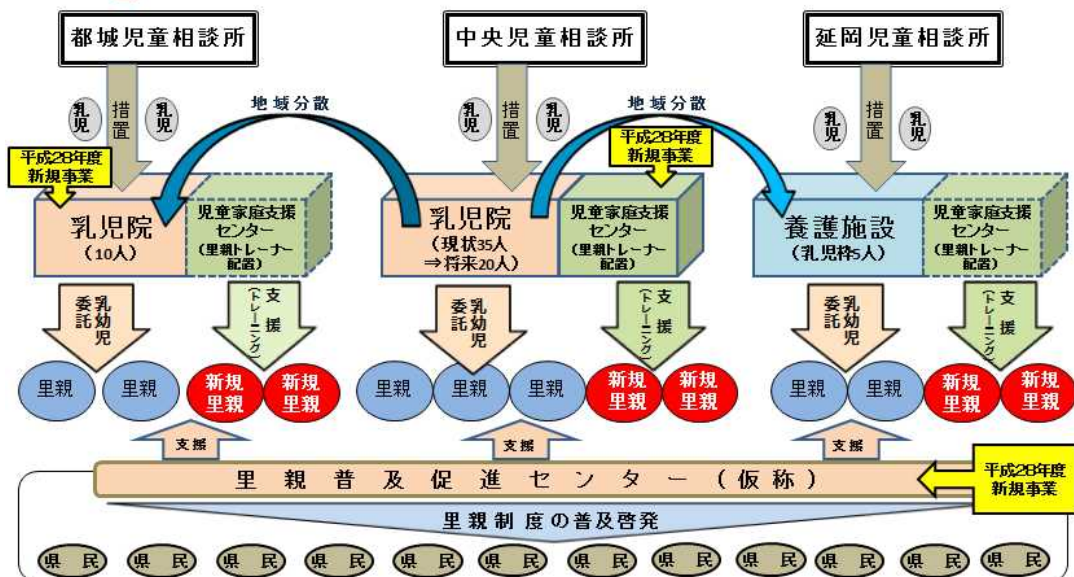 都城児童相談所
中央児童相談所
延岡児童相談所
乳児
措置
乳児
地域分散
措置
地域分散
乳児
措置
乳児
平成28年度
新規事業
平成28年度
新規事業
乳児院
(10人)
児童家庭支援
センター
(里親トレーナー
配置)
乳児院
(現状35人
⇒将来20人)
児童家庭支援
センター
(里親トレーナー
配置)
養護施設
(乳児枠5人)
児童家庭支援
センター
(里親トレーナー
配置)
乳幼児
委託
支援
(トレーニング)
乳幼児
委託
支援
(トレーニング)
乳幼児
委託
支援
(トレーニング)
里親
里親
新規
里親
新規
里親
里親
里親
里親
新規
里親
新規
里親
里親
里親
新規
里親
新規
里親
支援
支援
支援
里親普及促進センター(仮称)
平成28年度
新規事業
里親制度の普及啓発
県民
県民
県民
県民
県民
県民
県民
県民
県民
県民
県民
県民